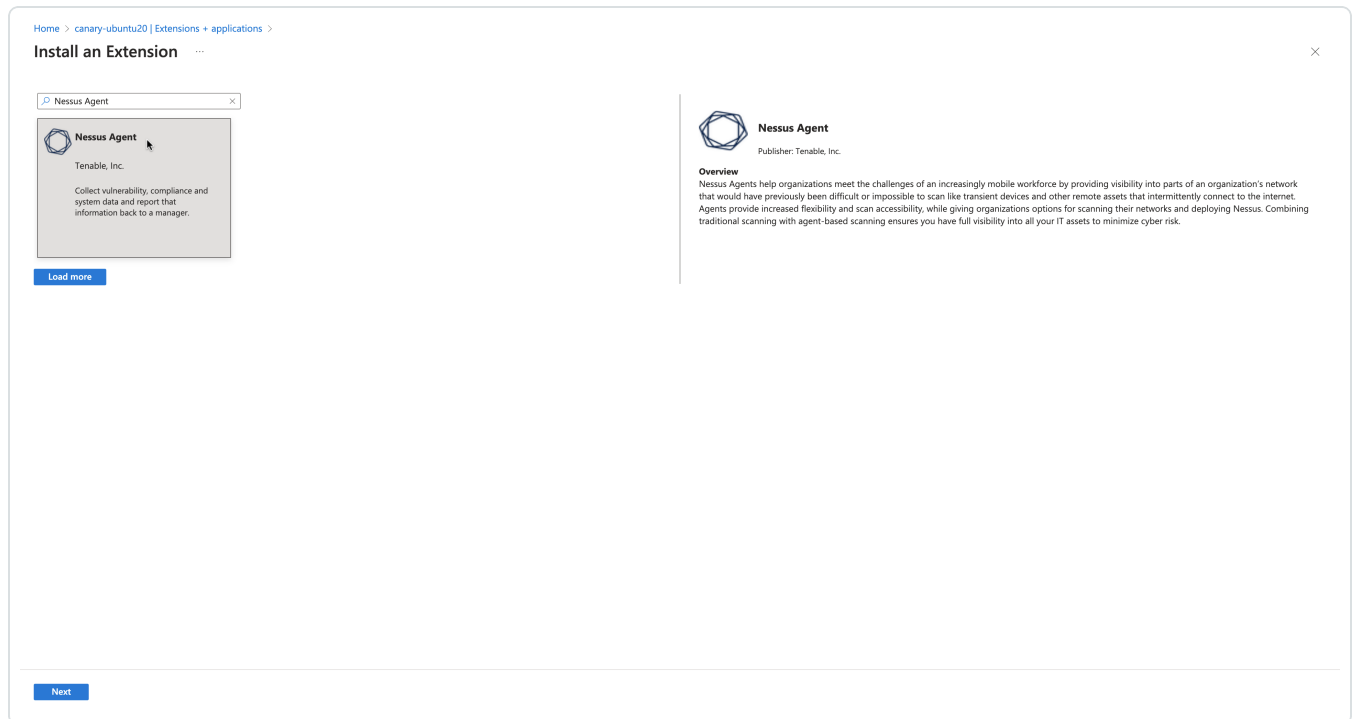 Home > canary-ubuntu20 | Extensions + applications >
Install an Extension ...
Nessus Agent
Nessus Agent
Tenable, Inc.
Collect vulnerability, compliance and
system data and report that
information back to a manager.
Load more
Nessus Agent
Publisher: Tenable, Inc.
Overview
Nessus Agents help organizations meet the challenges of an increasingly mobile workforce by providing visibility into parts of an organization's network
that would have previously been difficult or impossible to scan like transient devices and other remote assets that intermittently connect to the internet.
Agents provide increased flexibility and scan accessibility, while giving organizations options for scanning their networks and deploying Nessus. Combining
traditional scanning with agent-based scanning ensures you have full visibility into all your IT assets to minimize cyber risk.
Next